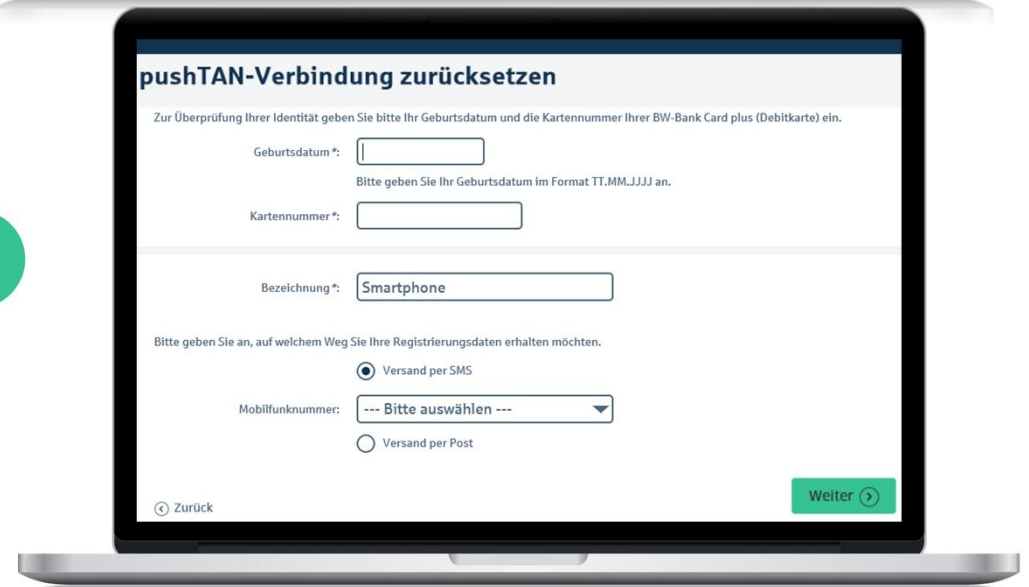 pushTAN-Verbindung zurücksetzen
Zur Überprüfung Ihrer Identität geben Sie bitte Ihr Geburtsdatum und die Kartennummer Ihrer BW-Bank Card plus (Debitkarte) ein.
Geburtsdatum*:
Bitte geben Sie Ihr Geburtsdatum im Format TT.MM.JJJJ an.
Kartennummer*:
Bezeichnung*: Smartphone
Bitte geben Sie an, auf welchem Weg Sie Ihre Registrierungsdaten erhalten möchten.
Versand per SMS
Mobilfunknummer: --- Bitte auswählen ---
Versand per Post
Zurück Weiter